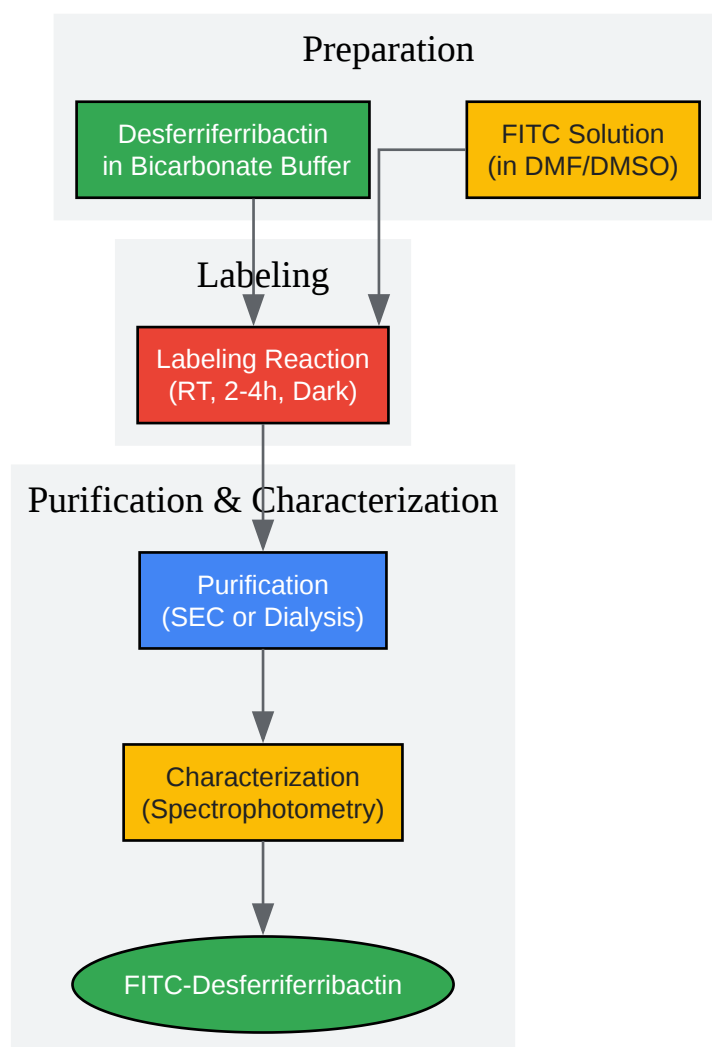 Preparation
Desferriferribactin
in Bicarbonate Buffer
FITC Solution
(in DMF/DMSO)
Labeling
Labeling Reaction
(RT, 2-4h, Dark)
Purification & Characterization
Purification
(SEC or Dialysis)
Characterization
(Spectrophotometry)
FITC-Desferriferribactin